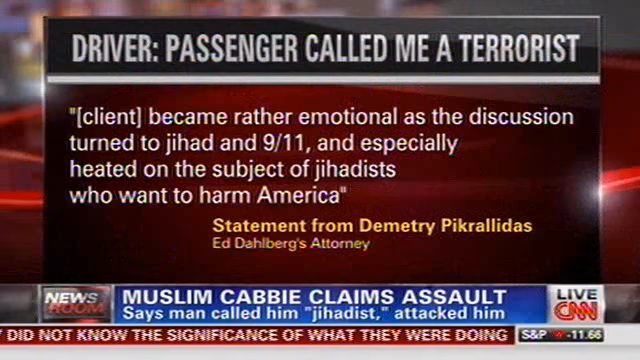 DRIVER: PASSENGER CALLED ME A TERRORIST
"[client] became rather emotional as the discussion
turned to jihad and 9/11, and especially
heated on the subject of jihadists
who want to harm America"
Statement from Demetry Pikrallidas
Ed Dahlberg's Attorney
NEWS
ROOM
MUSLIM CABBIE CLAIMS ASSAULT
Says man called him "jihadist," attacked him
LIVE
CNN
DID NOT KNOW THE SIGNIFICANCE OF WHAT THEY WERE DOING
S&P -11.66